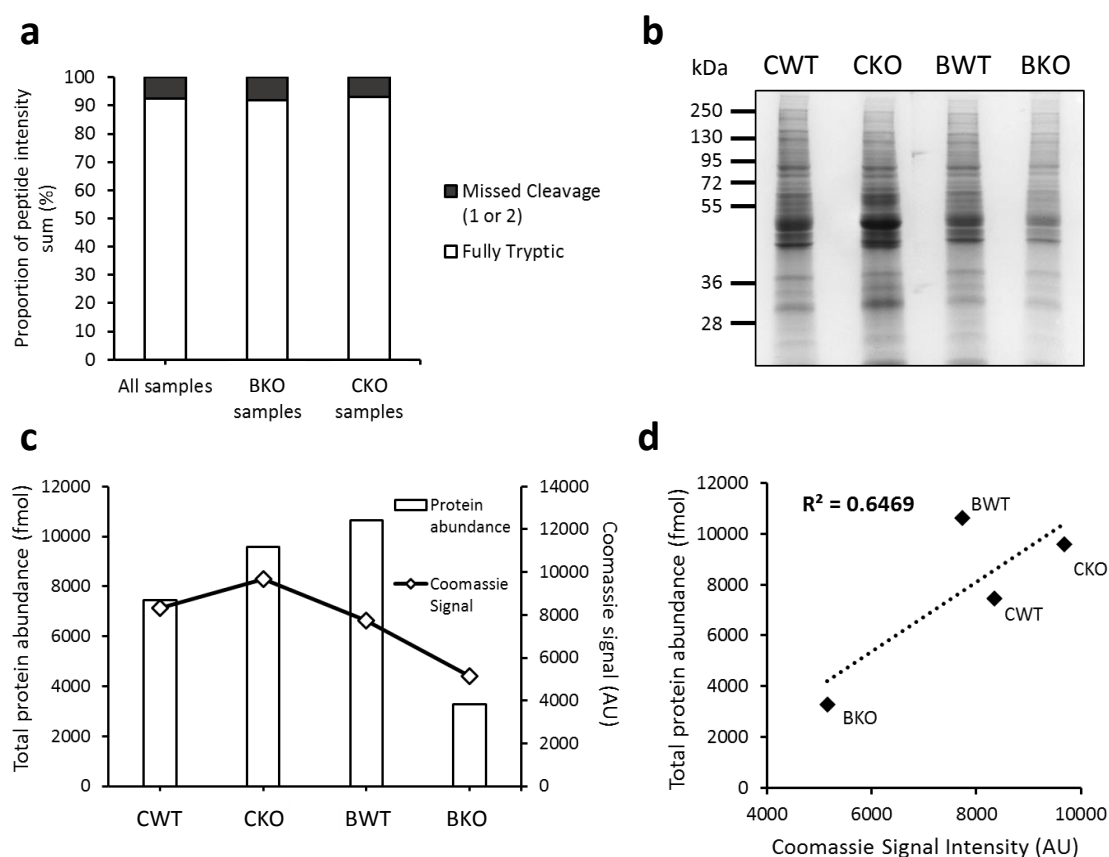 a
100
90
80
70
60
50
40
30
20
10
0
Proportion of peptide intensity
sum (%)
All samples
BKO
samples
CKO
samples
Missed Cleavage
(1 or 2)
Fully Tryptic
b
kDa
CWT CKO BWT BKO
250
130
95
72
55
36
28
c
12000
10000
8000
6000
4000
2000
0
Total protein abundance (fmol)
CWT CKO BWT BKO
Protein
abundance
Coomassie
Signal
14000
12000
10000
8000
6000
4000
2000
0
Coomassie signal (AU)
d
12000
10000
8000
6000
4000
2000
0
Total protein abundance (fmol)
R² = 0.6469
BWT
CKO
CWT
BKO
4000 6000 8000 10000
Coomassie Signal Intensity (AU)